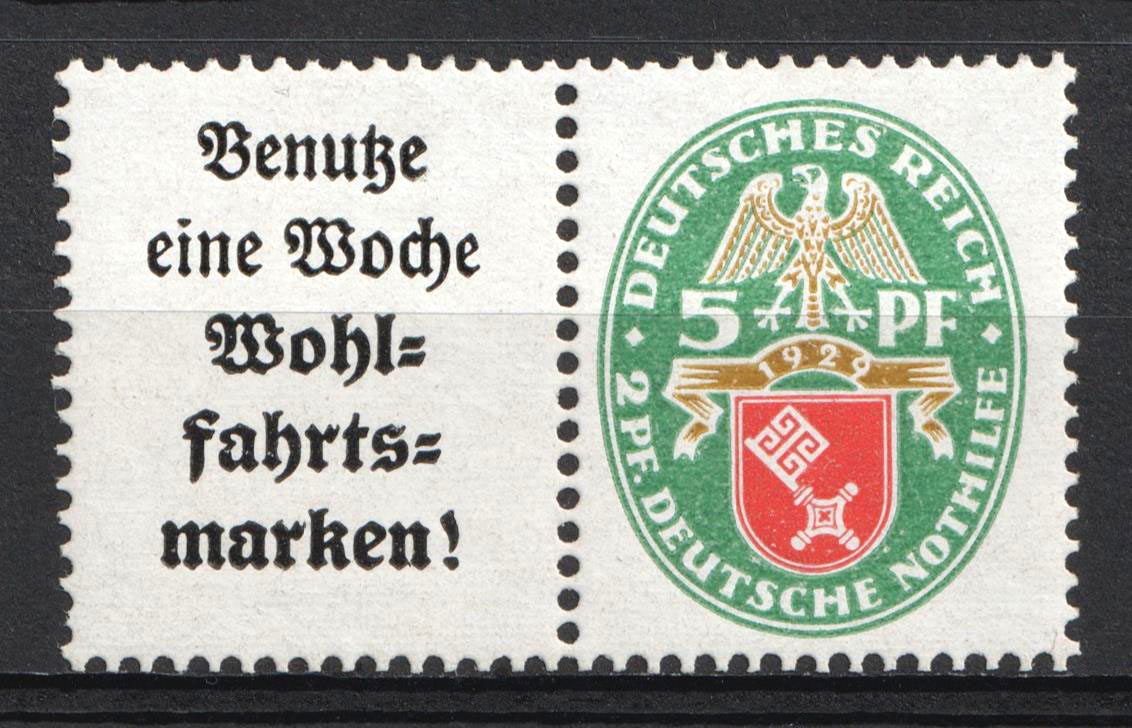 Benutze
eine Woche
Wohl=
fahrts=
marken!
DEUTSCHES REICH
5 PF
1929
2 PF. DEUTSCHE NOTHILFE